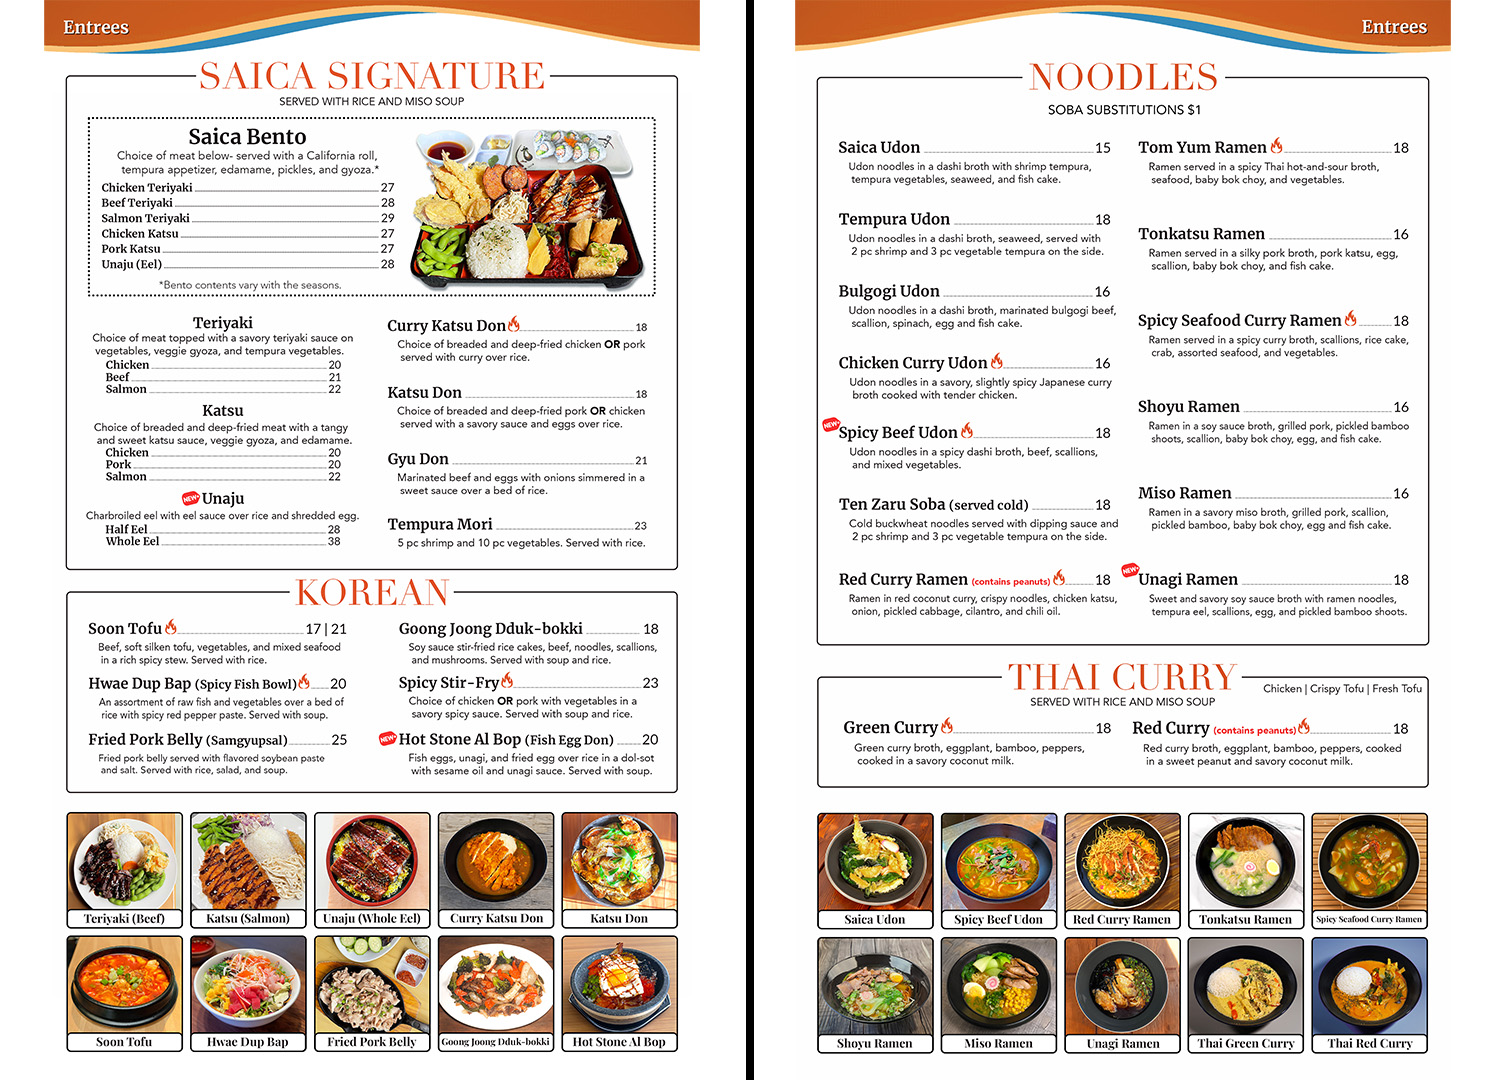 Entrees
SAICA SIGNATURE
SERVED WITH RICE AND MISO SOUP
Saica Bento
Choice of meat below- served with a California roll,
tempura appetizer, edamame, pickles, and gyoza.*
Chicken Teriyaki 27
Beef Teriyaki 28
Salmon Teriyaki 29
Chicken Katsu 27
Pork Katsu 27
Unaju (Eel) 28
*Bento contents vary with the seasons.
Teriyaki
Choice of meat topped with a savory teriyaki sauce on
vegetables, veggie gyoza, and tempura vegetables.
Chicken 20
Beef 21
Salmon 22
Katsu
Choice of breaded and deep-fried meat with a tangy
and sweet katsu sauce, veggie gyoza, and edamame.
Chicken 20
Pork 20
Salmon 22
NEW Unaju
Charbroiled eel with eel sauce over rice and shredded egg.
Half Eel 28
Whole Eel 38
Curry Katsu Don 18
Choice of breaded and deep-fried chicken OR pork
served with curry over rice.
Katsu Don 18
Choice of breaded and deep-fried pork OR chicken
served with a savory sauce and eggs over rice.
Gyu Don 21
Marinated beef and eggs with onions simmered in a
sweet sauce over a bed of rice.
Tempura Mori 23
5 pc shrimp and 10 pc vegetables. Served with rice.
KOREAN
Soon Tofu 17 | 21
Beef, soft silken tofu, vegetables, and mixed seafood
in a rich spicy stew. Served with rice.
Hwae Dup Bap (Spicy Fish Bowl) 20
An assortment of raw fish and vegetables over a bed of
rice with spicy red pepper paste. Served with soup.
Fried Pork Belly (Samgyupsal) 25
Fried pork belly served with flavored soybean paste
and salt. Served with rice, salad, and soup.
Goong Joong Dduk-bokki 18
Soy sauce stir-fried rice cakes, beef, noodles, scallions,
and mushrooms. Served with soup and rice.
Spicy Stir-Fry 23
Choice of chicken OR pork with vegetables in a
savory spicy sauce. Served with soup and rice.
NEW Hot Stone Al Bop (Fish Egg Don) 20
Fish eggs, unagi, and fried egg over rice in a dol-sot
with sesame oil and unagi sauce. Served with soup.
Teriyaki (Beef)
Katsu (Salmon)
Unaju (Whole Eel)
Curry Katsu Don
Katsu Don
Soon Tofu
Hwae Dup Bap
Fried Pork Belly
Goong Joong Dduk-bokki
Hot Stone Al Bop
Entrees
NOODLES
SOBA SUBSTITUTIONS $1
Saica Udon 15
Udon noodles in a dashi broth with shrimp tempura,
tempura vegetables, seaweed, and fish cake.
Tempura Udon 18
Udon noodles in a dashi broth, seaweed, served with
2 pc shrimp and 3 pc vegetable tempura on the side.
Bulgogi Udon 16
Udon noodles in a dashi broth, marinated bulgogi beef,
scallion, spinach, egg and fish cake.
Chicken Curry Udon 16
Udon noodles in a savory, slightly spicy Japanese curry
broth cooked with tender chicken.
NEW Spicy Beef Udon 18
Udon noodles in a spicy dashi broth, beef, scallions,
and mixed vegetables.
Ten Zaru Soba (served cold) 18
Cold buckwheat noodles served with dipping sauce and
2 pc shrimp and 3 pc vegetable tempura on the side.
Red Curry Ramen (contains peanuts) 18
Ramen in red coconut curry, crispy noodles, chicken katsu,
onion, pickled cabbage, cilantro, and chili oil.
Tom Yum Ramen 18
Ramen served in a spicy Thai hot-and-sour broth,
seafood, baby bok choy, and vegetables.
Tonkatsu Ramen 16
Ramen served in a silky pork broth, pork katsu, egg,
scallion, baby bok choy, and fish cake.
Spicy Seafood Curry Ramen 18
Ramen served in a spicy curry broth, scallions, rice cake,
crab, assorted seafood, and vegetables.
Shoyu Ramen 16
Ramen in a soy sauce broth, grilled pork, pickled bamboo
shoots, scallion, baby bok choy, egg, and fish cake.
Miso Ramen 16
Ramen in a savory miso broth, grilled pork, scallion,
pickled bamboo, baby bok choy, egg and fish cake.
NEW Unagi Ramen 18
Sweet and savory soy sauce broth with ramen noodles,
tempura eel, scallions, egg, and pickled bamboo shoots.
THAI CURRY
Chicken | Crispy Tofu | Fresh Tofu
SERVED WITH RICE AND MISO SOUP
Green Curry 18
Green curry broth, eggplant, bamboo, peppers,
cooked in a savory coconut milk.
Red Curry (contains peanuts) 18
Red curry broth, eggplant, bamboo, peppers, cooked
in a sweet peanut and savory coconut milk.
Saica Udon
Spicy Beef Udon
Red Curry Ramen
Tonkatsu Ramen
Spicy Seafood Curry Ramen
Shoyu Ramen
Miso Ramen
Unagi Ramen
Thai Green Curry
Thai Red Curry